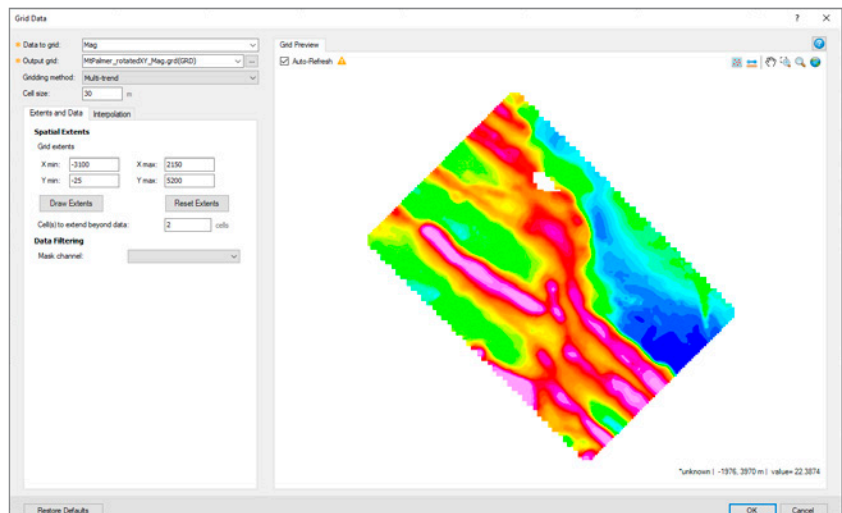 Grid Data
? X
* Data to grid: Mag
* Output grid: MtPalmer_rotatedXY_Mag.grd(GRD) ...
Gridding method: Multi-trend
Cell size: 30 m
Extents and Data Interpolation
Spatial Extents
Grid extents
X min: -3100 X max: 2150
Y min: -25 Y max: 5200
Draw Extents Reset Extents
Cell(s) to extend beyond data: 2 cells
Data Filtering
Mask channel:
Restore Defaults
Grid Preview
Auto-Refresh
*unknown | -1976, 3970 m | value= 22.3874
OK Cancel